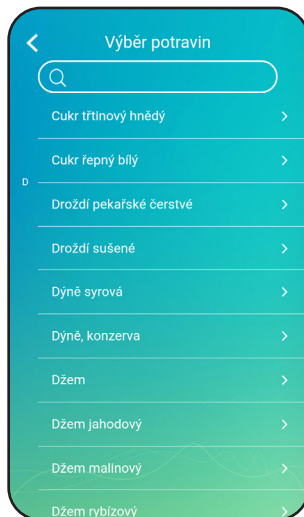 Výběr potravin
Cukr třtinový hnědý
Cukr řepný bílý
D
Droždí pekařské čerstvé
Droždí sušené
Dýně syrová
Dýně, konzerva
Džem
Džem jahodový
Džem malinový
Džem rybízový